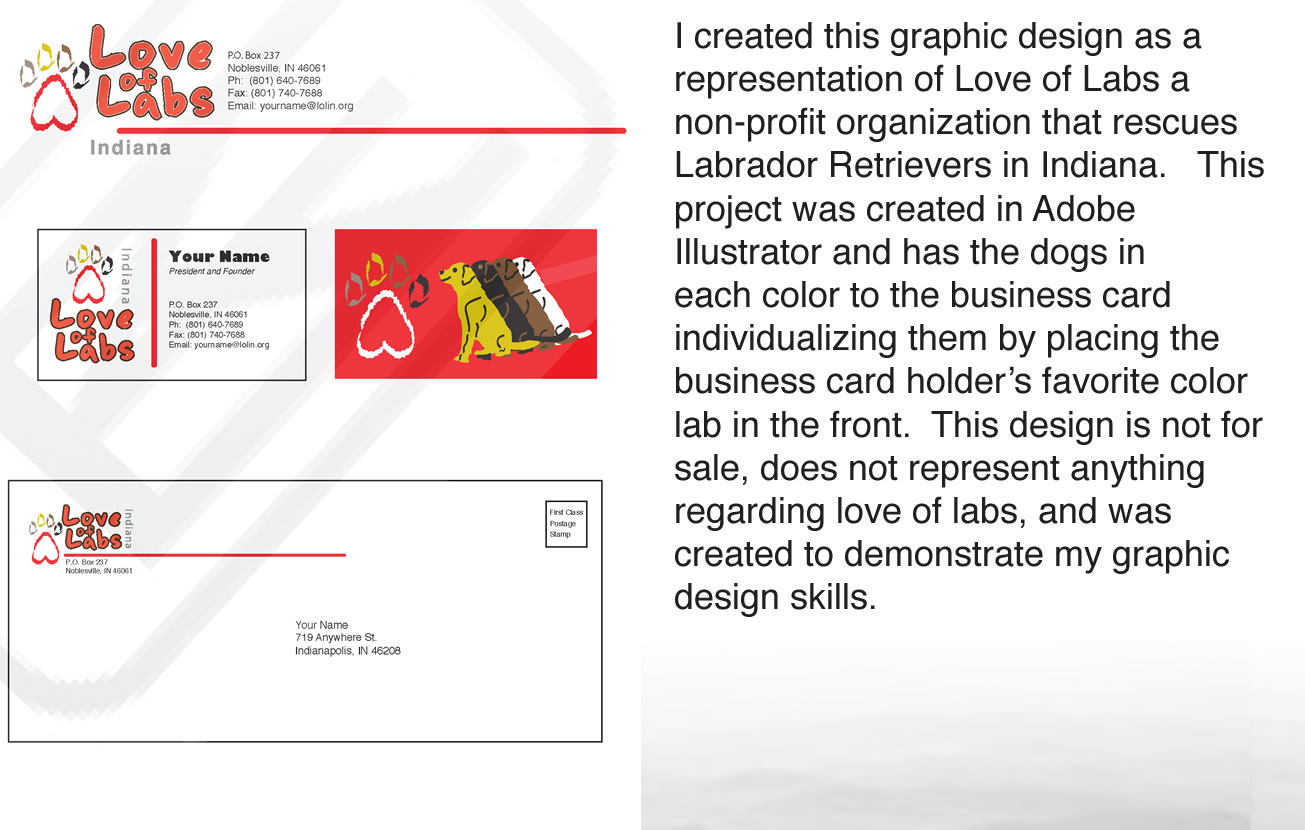 Love
of
Labs
Indiana
P.O. Box 237
Noblesville, IN 46061
Ph:  (801) 640-7689
Fax: (801) 740-7688
Email: yourname@lolin.org
Indiana
Love
of
Labs
Your Name
President and Founder
P.O. Box 237
Noblesville, IN 46061
Ph:  (801) 640-7689
Fax: (801) 740-7688
Email: yourname@lolin.org
Love
of
Labs
Indiana
P.O. Box 237
Noblesville, IN 46061
First Class
Postage
Stamp
Your Name
719 Anywhere St.
Indianapolis, IN 46208
I created this graphic design as a
representation of Love of Labs a
non-profit organization that rescues
Labrador Retrievers in Indiana.   This
project was created in Adobe
Illustrator and has the dogs in
each color to the business card
individualizing them by placing the
business card holder’s favorite color
lab in the front.  This design is not for
sale, does not represent anything
regarding love of labs, and was
created to demonstrate my graphic
design skills.